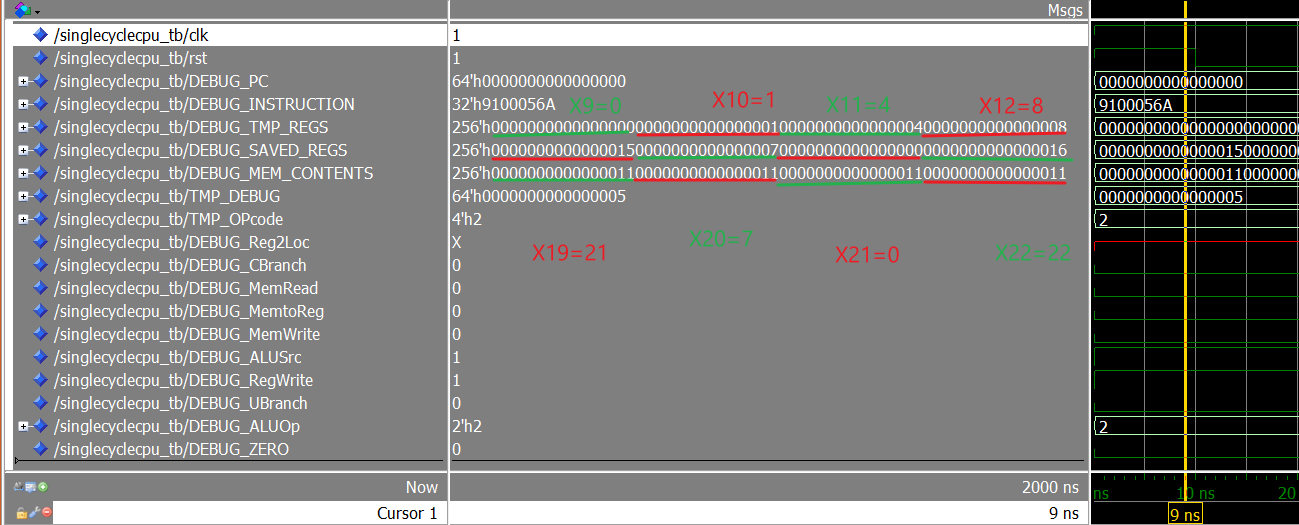 Msgs
/singlecyclecpu_tb/clk 1
/singlecyclecpu_tb/rst 1
/singlecyclecpu_tb/DEBUG_PC 64'h0000000000000000 0000000000000000
/singlecyclecpu_tb/DEBUG_INSTRUCTION 32'h9100056A X9=0 X10=1 X11=4 X12=8 9100056A
/singlecyclecpu_tb/DEBUG_TMP_REGS 256'h0000000000000000000000000000000100000000000000040000000000000008 0000000000000000000000
/singlecyclecpu_tb/DEBUG_SAVED_REGS 256'h0000000000000015000000000000000700000000000000000000000000000016 0000000000000015000000
/singlecyclecpu_tb/DEBUG_MEM_CONTENTS 256'h0000000000000011000000000000001100000000000000110000000000000011 0000000000000011000000
/singlecyclecpu_tb/TMP_DEBUG 64'h0000000000000005 0000000000000005
/singlecyclecpu_tb/TMP_OPcode 4'h2 2
/singlecyclecpu_tb/DEBUG_Reg2Loc X X19=21 X20=7 X21=0 X22=22
/singlecyclecpu_tb/DEBUG_CBranch 0
/singlecyclecpu_tb/DEBUG_MemRead 0
/singlecyclecpu_tb/DEBUG_MemtoReg 0
/singlecyclecpu_tb/DEBUG_MemWrite 0
/singlecyclecpu_tb/DEBUG_ALUSrc 1
/singlecyclecpu_tb/DEBUG_RegWrite 1
/singlecyclecpu_tb/DEBUG_UBranch 0
/singlecyclecpu_tb/DEBUG_ALUOp 2'h2 2
/singlecyclecpu_tb/DEBUG_ZERO 0
Now 2000 ns ns 10 ns 20
Cursor 1 9 ns 9 ns